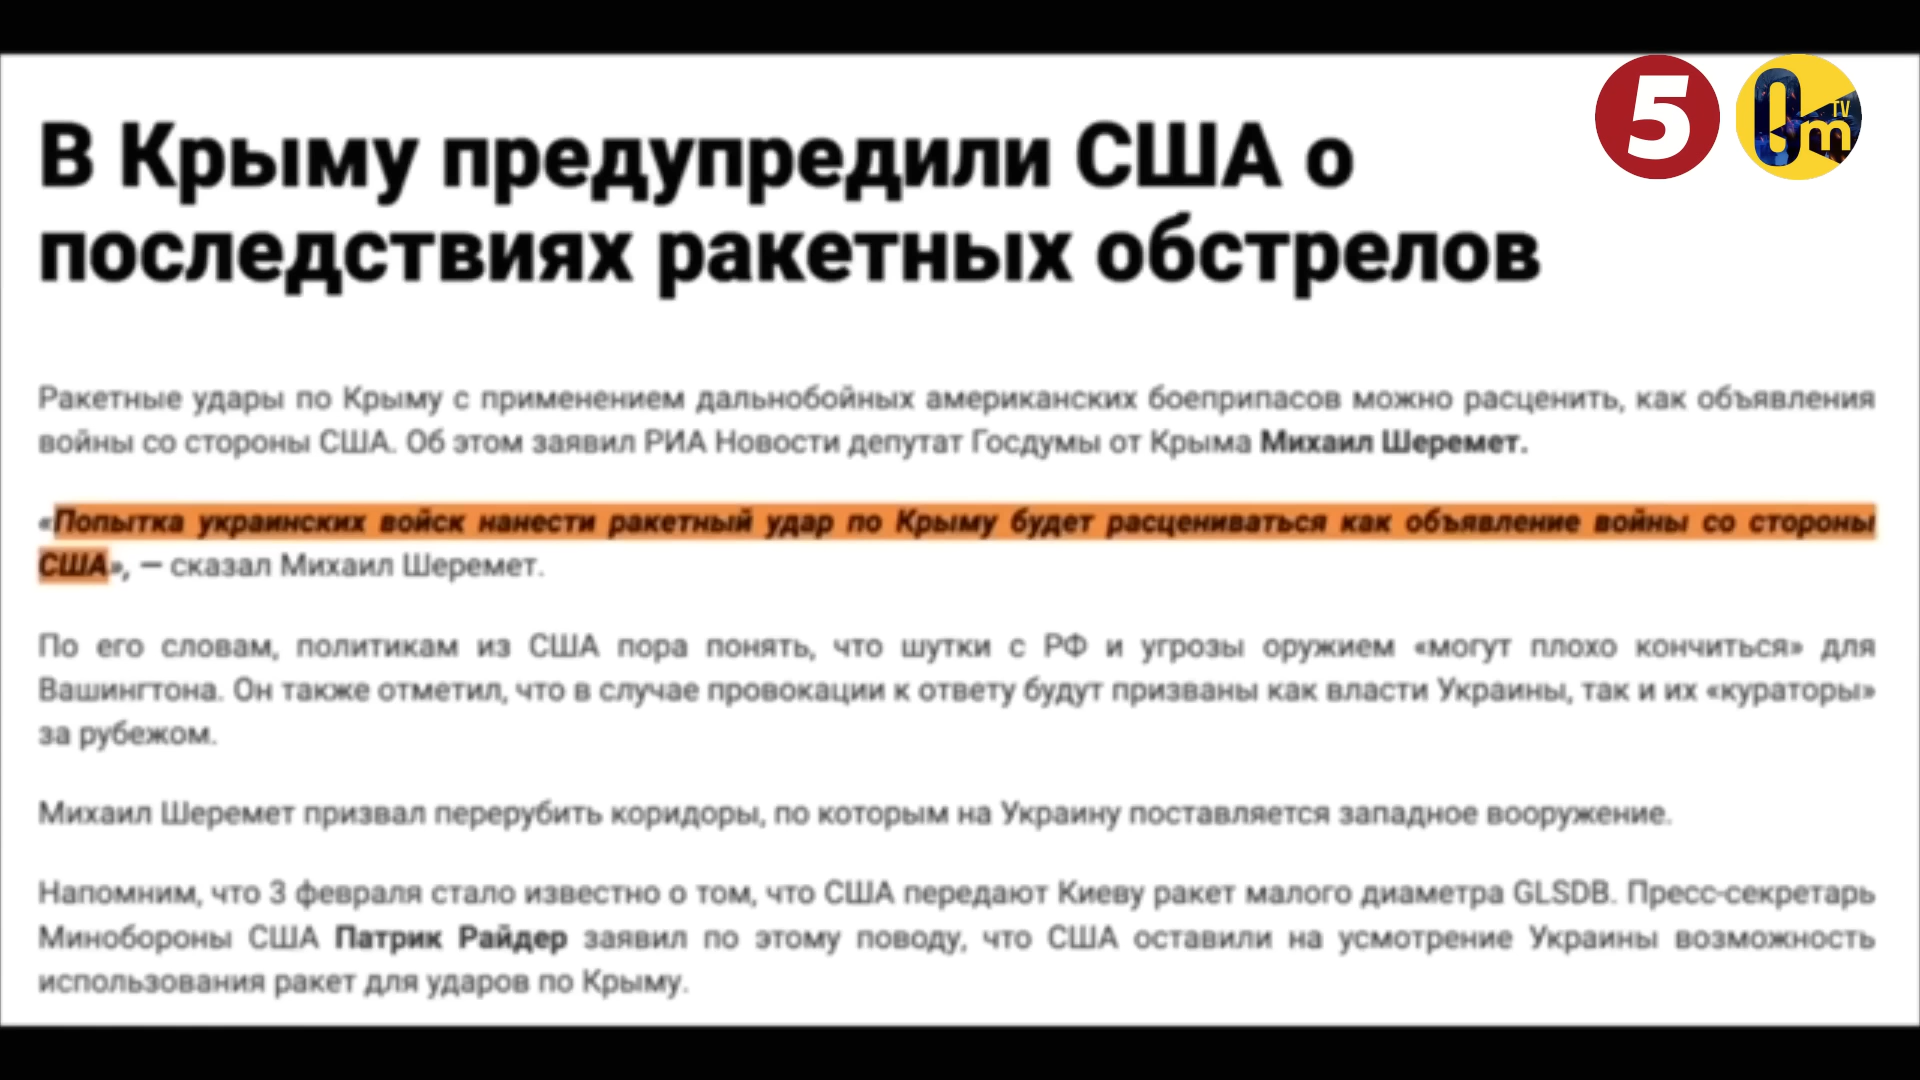 5
TV
m
В Крыму предупредили США о
последствиях ракетных обстрелов
Ракетные удары по Крыму с применением дальнобойных американских боеприпасов можно расценить, как объявления
войны со стороны США. Об этом заявил РИА Новости депутат Госдумы от Крыма Михаил Шеремет.
«Попытка украинских войск нанести ракетный удар по Крыму будет расцениваться как объявление войны со стороны
США», — сказал Михаил Шеремет.
По его словам, политикам из США пора понять, что шутки с РФ и угрозы оружием «могут плохо кончиться» для
Вашингтона. Он также отметил, что в случае провокации к ответу будут призваны как власти Украины, так и их «кураторы»
за рубежом.
Михаил Шеремет призвал перерубить коридоры, по которым на Украину поставляется западное вооружение.
Напомним, что 3 февраля стало известно о том, что США передают Киеву ракет малого диаметра GLSDB. Пресс-секретарь
Минобороны США Патрик Райдер заявил по этому поводу, что США оставили на усмотрение Украины возможность
использования ракет для ударов по Крыму.